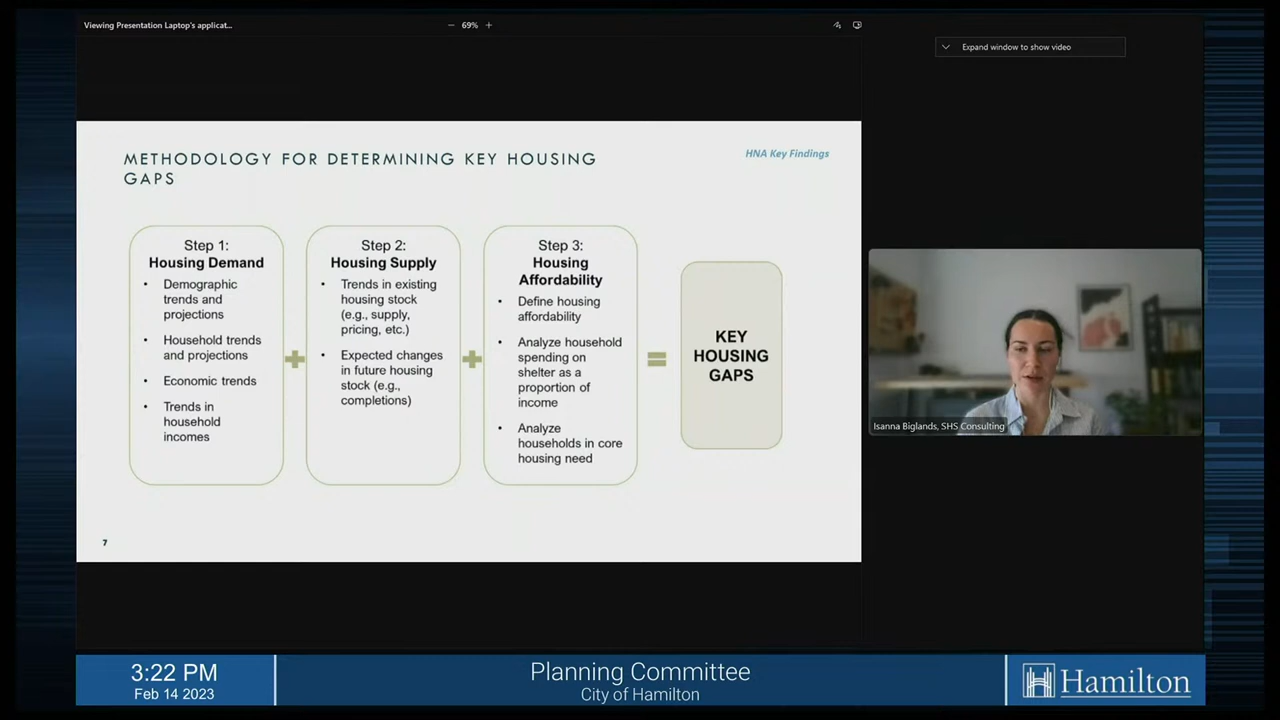 Viewing Presentation Laptop's applicat...
69%
Expand window to show video
METHODOLOGY FOR DETERMINING KEY HOUSING
GAPS
HNA Key Findings
Step 1:
Housing Demand
• Demographic
trends and
projections
• Household trends
and projections
• Economic trends
• Trends in
household
incomes
Step 2:
Housing Supply
• Trends in existing
housing stock
(e.g., supply,
pricing, etc.)
• Expected changes
in future housing
stock (e.g.,
completions)
Step 3:
Housing
Affordability
• Define housing
affordability
• Analyze household
spending on
shelter as a
proportion of
income
• Analyze
households in core
housing need
KEY
HOUSING
GAPS
7
Isanna Biglands, SHS Consulting
3:22 PM
Feb 14 2023
Planning Committee
City of Hamilton
Hamilton